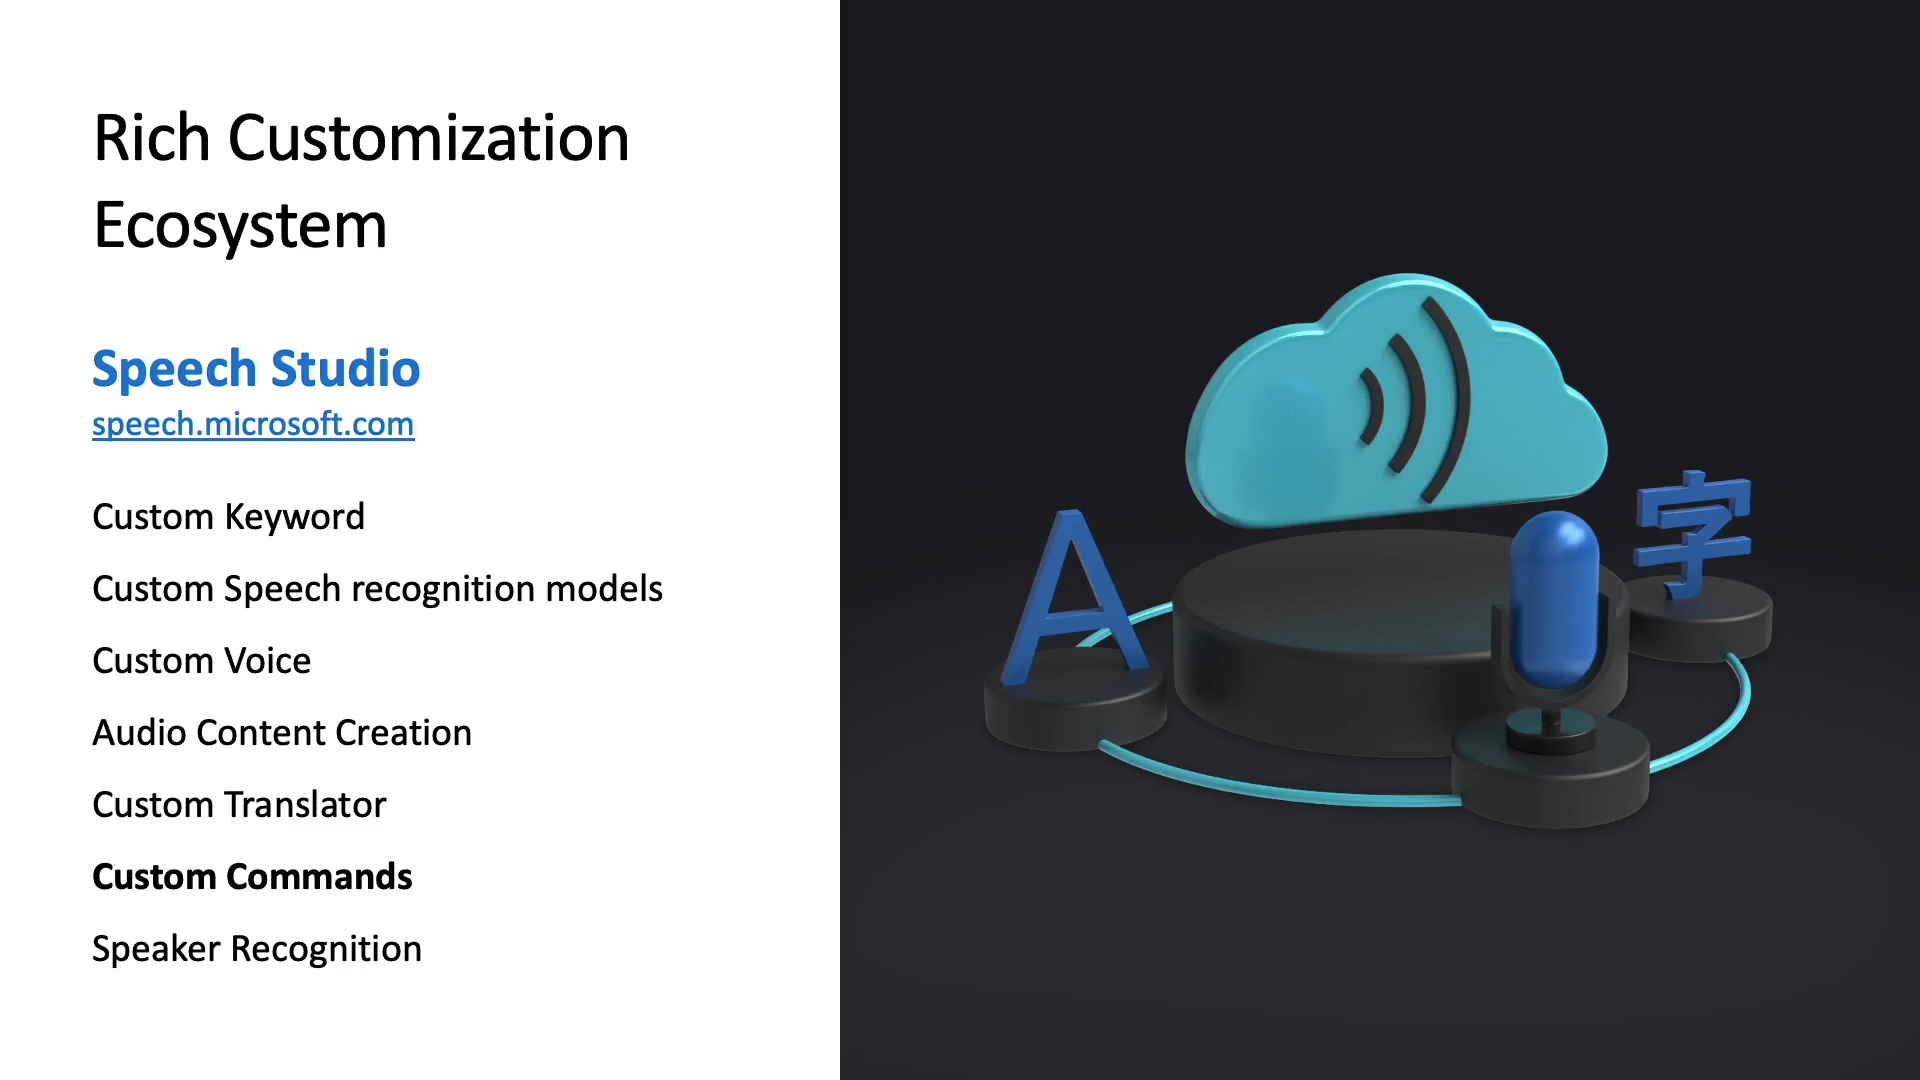 Rich Customization
Ecosystem
Speech Studio
speech.microsoft.com
Custom Keyword
Custom Speech recognition models
Custom Voice
Audio Content Creation
Custom Translator
Custom Commands
Speaker Recognition
A
字